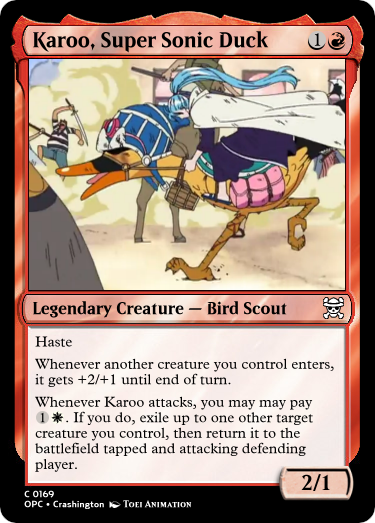 Karoo, Super Sonic Duck 1
Legendary Creature — Bird Scout
Haste
Whenever another creature you control enters,
it gets +2/+1 until end of turn.
Whenever Karoo attacks, you may may pay
1. If you do, exile up to one other target
creature you control, then return it to the
battlefield tapped and attacking defending
player.
2/1
C 0169
OPC • Crashington TOEI ANIMATION